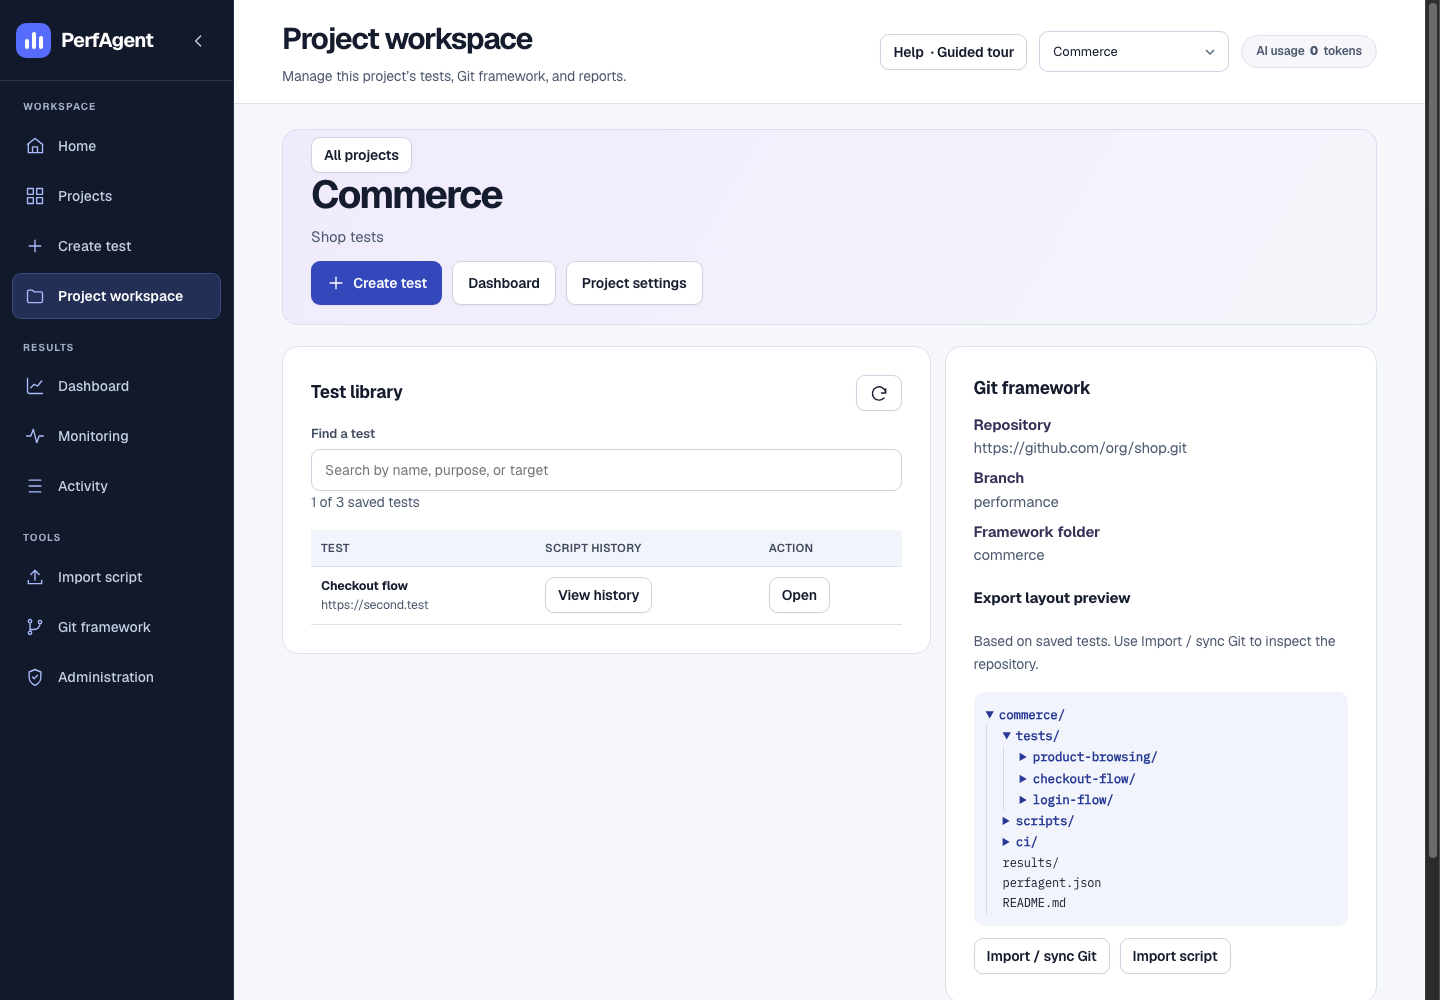 PerfAgent
WORKSPACE
Home
Projects
Create test
Project workspace
RESULTS
Dashboard
Monitoring
Activity
TOOLS
Import script
Git framework
Administration
Project workspace
Manage this project's tests, Git framework, and reports.
Help · Guided tour
Commerce
AI usage 0 tokens
All projects
Commerce
Shop tests
Create test
Dashboard
Project settings
Test library
Find a test
Search by name, purpose, or target
1 of 3 saved tests
TEST SCRIPT HISTORY ACTION
Checkout flow
https://second.test
View history
Open
Git framework
Repository
https://github.com/org/shop.git
Branch
performance
Framework folder
commerce
Export layout preview
Based on saved tests. Use Import / sync Git to inspect the
repository.
commerce/
tests/
product-browsing/
checkout-flow/
login-flow/
scripts/
ci/
results/
perfagent.json
README.md
Import / sync Git
Import script